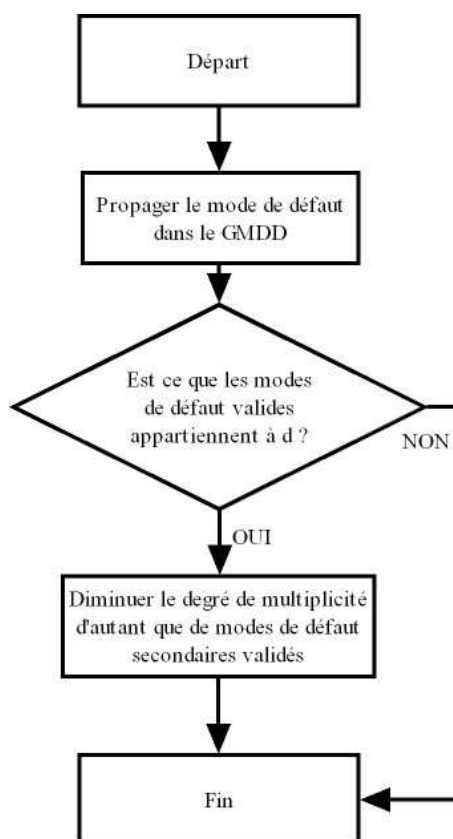 Départ
Propager le mode de défaut
dans le GMDD
Est ce que les modes
de défaut valides
appartiennent à d ?
NON
OUI
Diminuer le degré de multiplicité
d'autant que de modes de défaut
secondaires validés
Fin